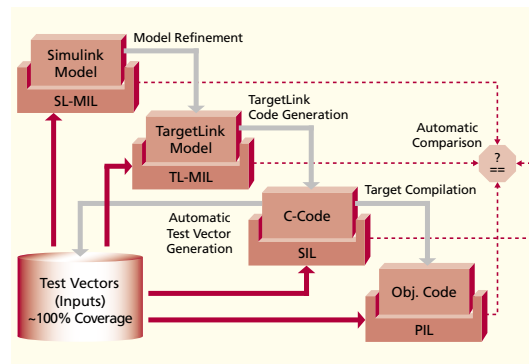 Model Refinement
Simulink
Model
SL-MIL
TargetLink
Code Generation
TargetLink
Model
TL-MIL
Automatic
Comparison
?
==
Target Compilation
C-Code
SIL
Automatic
Test Vector
Generation
Test Vectors
(Inputs)
~100% Coverage
Obj. Code
PIL